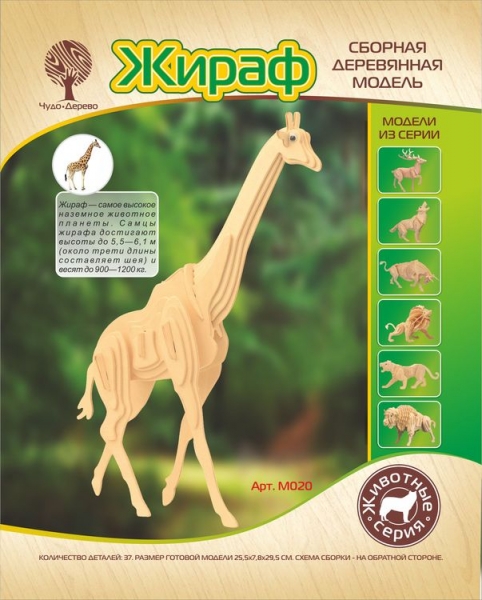 Чудо-Дерево
Жираф
СБОРНАЯ
ДЕРЕВЯННАЯ
МОДЕЛЬ
МОДЕЛИ
ИЗ СЕРИИ
Жираф — самое высокое
наземное животное
планеты. Самцы
жирафа достигают
высоты до 5,5—6,1 м
(около трети длины
составляет шея) и
весят до 900—1200 кг.
Арт. М020
Животные
серия
КОЛИЧЕСТВО ДЕТАЛЕЙ: 37. РАЗМЕР ГОТОВОЙ МОДЕЛИ 25,5х7,8х29,5 СМ. СХЕМА СБОРКИ - НА ОБРАТНОЙ СТОРОНЕ.